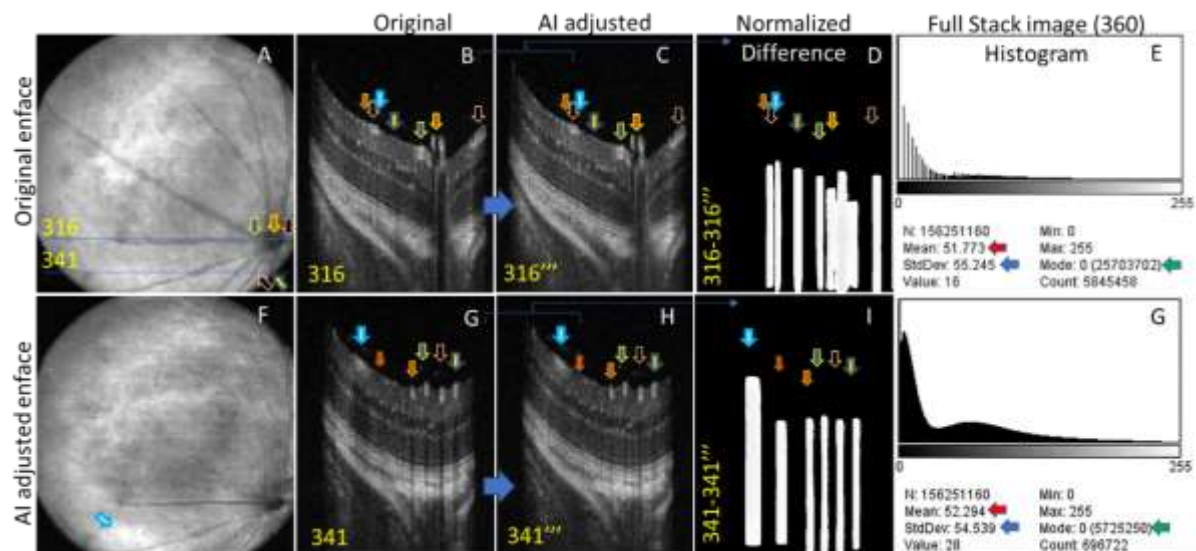 Original
AI adjusted
Normalized
Full Stack image (360)
Original enface
A
B
C
Difference
D
Histogram
E
316
341
316
316'''
316-316'''
0
255
N: 156251160
Min: 0
Mean: 51.773
Max: 255
StdDev: 55.245
Mode: 0 (25703702)
Value: 16
Count: 5845458
AI adjusted enface
F
G
H
I
G
341
341'''
341-341'''
0
255
N: 156251160
Min: 0
Mean: 52.294
Max: 255
StdDev: 54.539
Mode: 0 (5725250)
Value: 28
Count: 696722